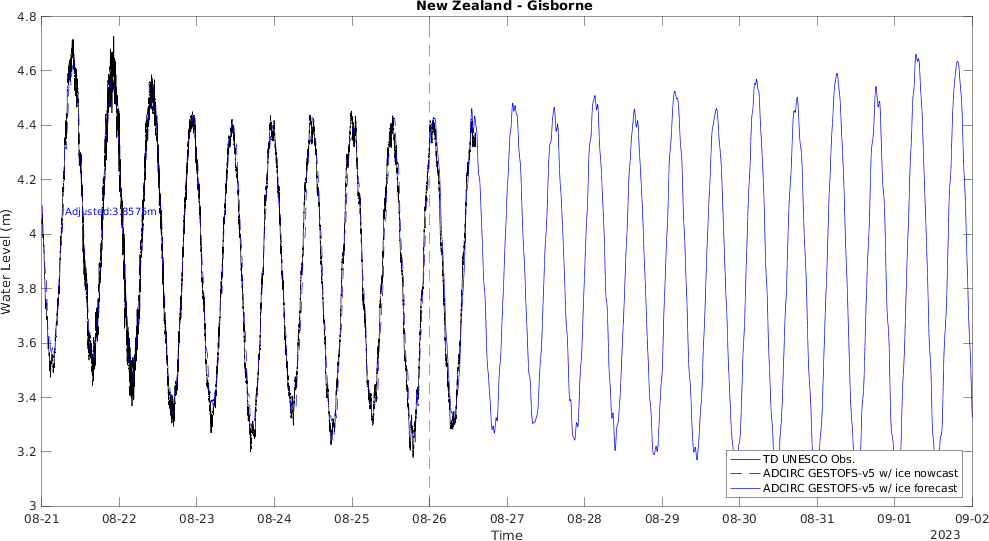 New Zealand - Gisborne
4.8
4.6
4.4
4.2
4
3.8
3.6
3.4
3.2
3
Water Level (m)
Adjusted:3.8575m
TD UNESCO Obs.
ADCIRC GESTOFS-v5 w/ ice nowcast
ADCIRC GESTOFS-v5 w/ ice forecast
08-21 08-22 08-23 08-24 08-25 08-26 08-27 08-28 08-29 08-30 08-31 09-01 09-02
Time
2023